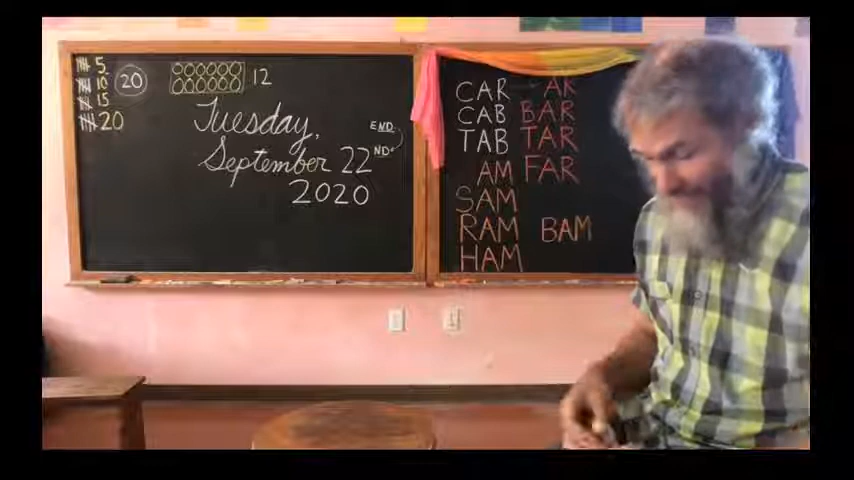 5
10
15
20
20
12
Tuesday,
September 22
2020
END
ND
CAR
CAB
TAB
AM
SAM
RAM
HAM
AR
BAR
TAR
FAR
BAM